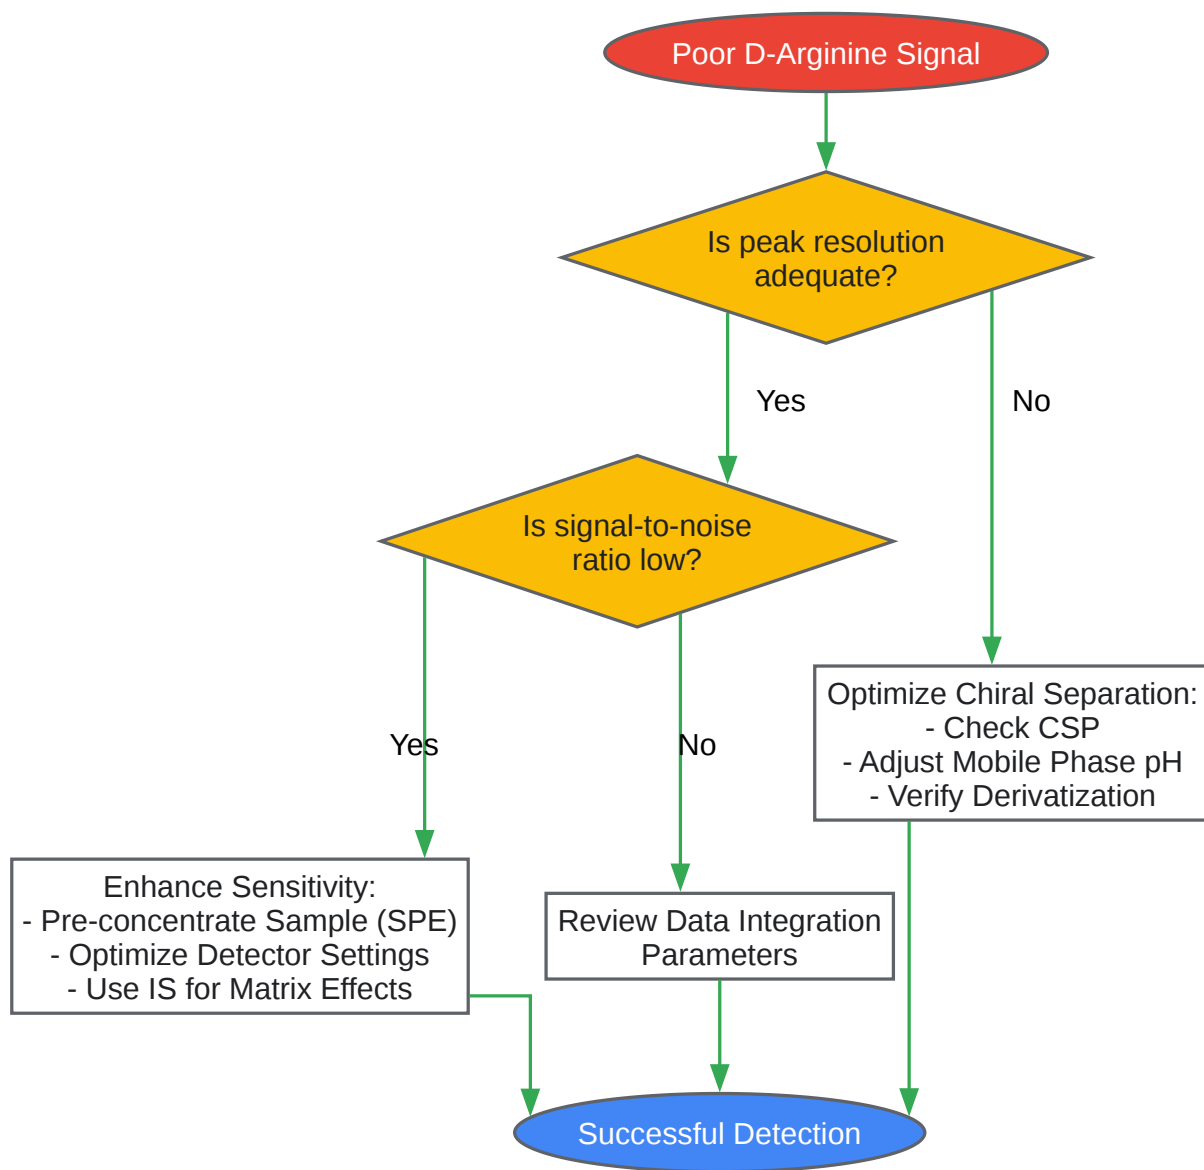 Poor D-Arginine Signal
Is peak resolution
adequate?
Yes
No
Is signal-to-noise
ratio low?
Yes
No
Optimize Chiral Separation:
- Check CSP
- Adjust Mobile Phase pH
- Verify Derivatization
Enhance Sensitivity:
- Pre-concentrate Sample (SPE)
- Optimize Detector Settings
- Use IS for Matrix Effects
Review Data Integration
Parameters
Successful Detection